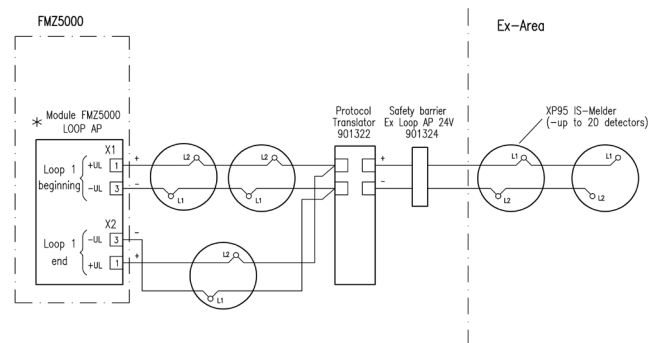 FMZ5000
Ex-Area
* Module FMZ5000
LOOP AP
Protocol
Translator
901322
Safety barrier
Ex Loop AP 24V
901324
XP95 IS-Melder
(-up to 20 detectors)
X1
Loop 1
beginning
+UL 1 +
-UL 3 -
X2
Loop 1
end
-UL 3 -
+UL 1 +
L2
L1
L2
L1
L2
L1
+
-
L1
L2
L1
L2